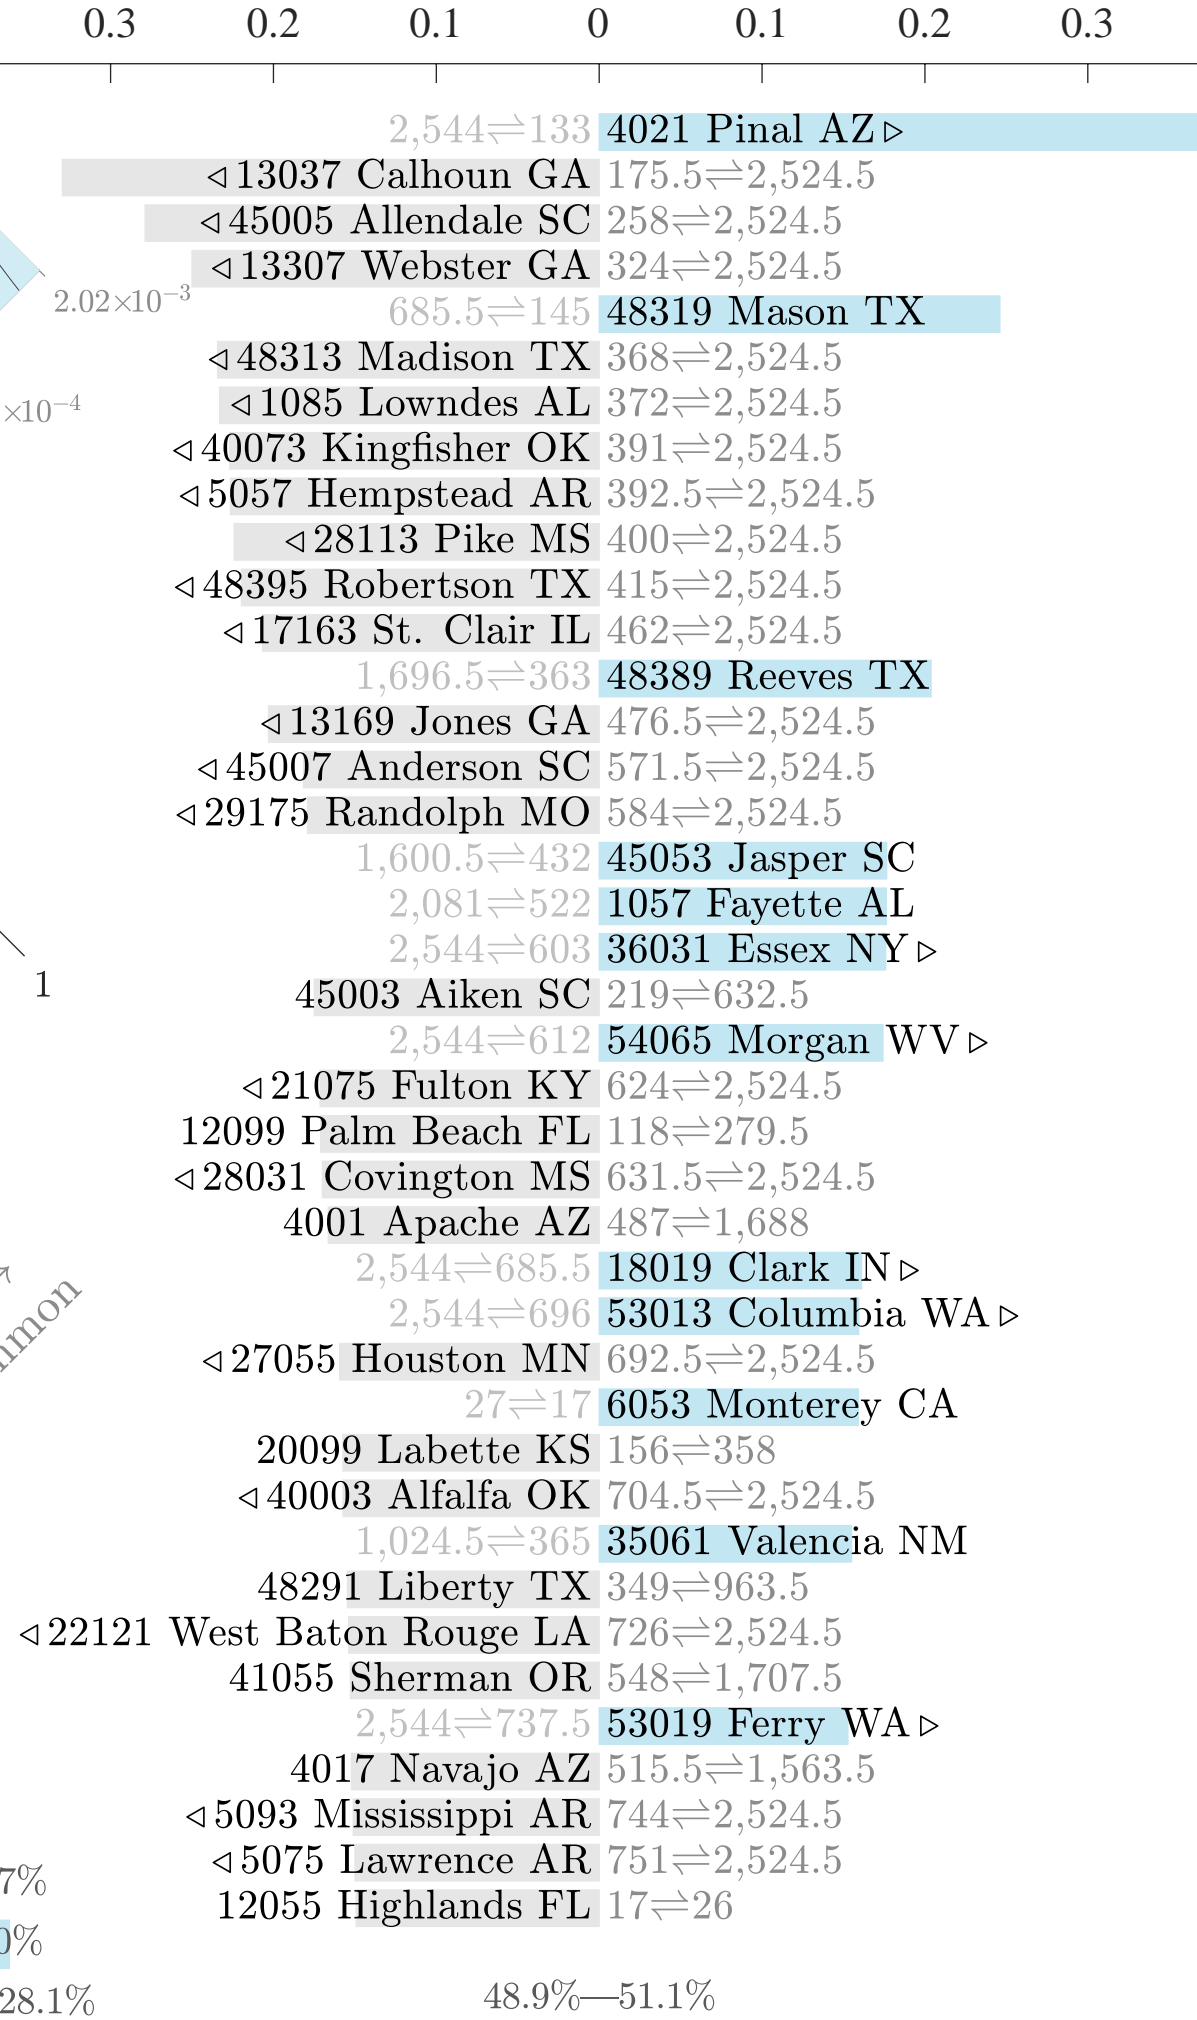 0.3 0.2 0.1 0 0.1 0.2 0.3
2,544⇌133 4021 Pinal AZ▷
◁13037 Calhoun GA 175.5⇌2,524.5
◁45005 Allendale SC 258⇌2,524.5
◁13307 Webster GA 324⇌2,524.5
2.02×10−3
685.5⇌145 48319 Mason TX
◁48313 Madison TX 368⇌2,524.5
◁1085 Lowndes AL 372⇌2,524.5
×10−4
◁40073 Kingfisher OK 391⇌2,524.5
◁5057 Hempstead AR 392.5⇌2,524.5
◁28113 Pike MS 400⇌2,524.5
◁48395 Robertson TX 415⇌2,524.5
◁17163 St. Clair IL 462⇌2,524.5
1,696.5⇌363 48389 Reeves TX
◁13169 Jones GA 476.5⇌2,524.5
◁45007 Anderson SC 571.5⇌2,524.5
◁29175 Randolph MO 584⇌2,524.5
1,600.5⇌432 45053 Jasper SC
2,081⇌522 1057 Fayette AL
2,544⇌603 36031 Essex NY▷
1
45003 Aiken SC 219⇌632.5
2,544⇌612 54065 Morgan WV▷
◁21075 Fulton KY 624⇌2,524.5
12099 Palm Beach FL 118⇌279.5
◁28031 Covington MS 631.5⇌2,524.5
4001 Apache AZ 487⇌1,688
2,544⇌685.5 18019 Clark IN▷
2,544⇌696 53013 Columbia WA▷
◁27055 Houston MN 692.5⇌2,524.5
27⇌17 6053 Monterey CA
20099 Labette KS 156⇌358
◁40003 Alfalfa OK 704.5⇌2,524.5
1,024.5⇌365 35061 Valencia NM
48291 Liberty TX 349⇌963.5
◁22121 West Baton Rouge LA 726⇌2,524.5
41055 Sherman OR 548⇌1,707.5
2,544⇌737.5 53019 Ferry WA▷
4017 Navajo AZ 515.5⇌1,563.5
◁5093 Mississippi AR 744⇌2,524.5
◁5075 Lawrence AR 751⇌2,524.5
7%
12055 Highlands FL 17⇌26
0%
28.1%
48.9%—51.1%